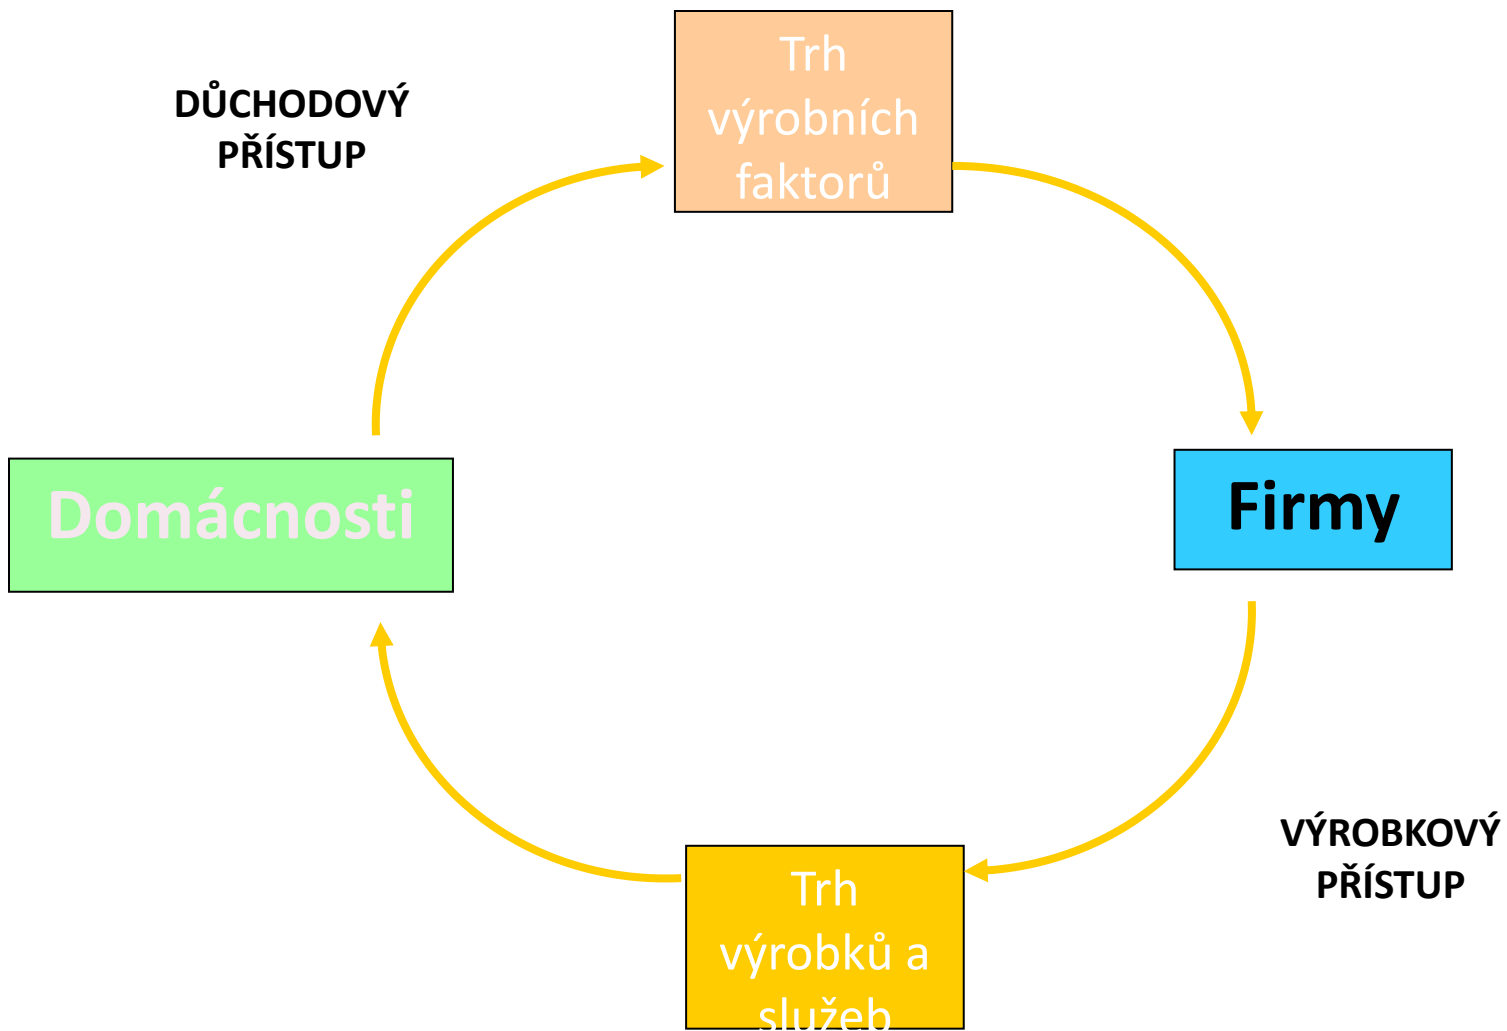 Trh
výrobních
faktorů
DŮCHODOVÝ
PŘÍSTUP
Domácnosti
Firmy
VÝROBKOVÝ
PŘÍSTUP
Trh
výrobků a
služeb